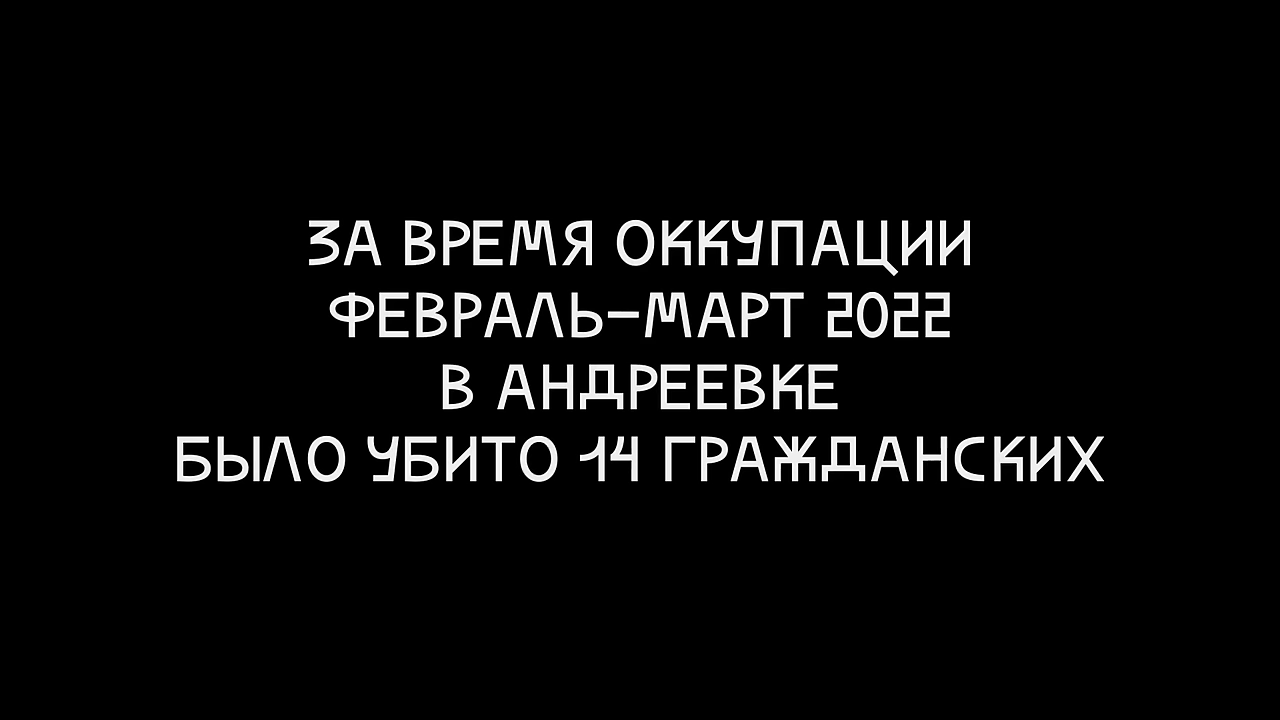 ЗА ВРЕМЯ ОККУПАЦИИ
ФЕВРАЛЬ–МАРТ 2022
В АНДРЕЕВКЕ
БЫЛО УБИТО 14 ГРАЖДАНСКИХ